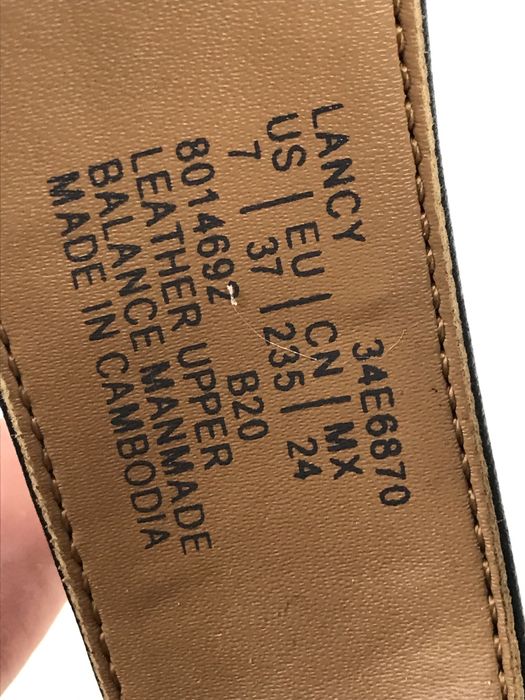 LANCY 34E6870
US | EU | CN | MX
7 | 37 | 235 | 24
8014692 B20
LEATHER UPPER
BALANCE MANMADE
MADE IN CAMBODIA